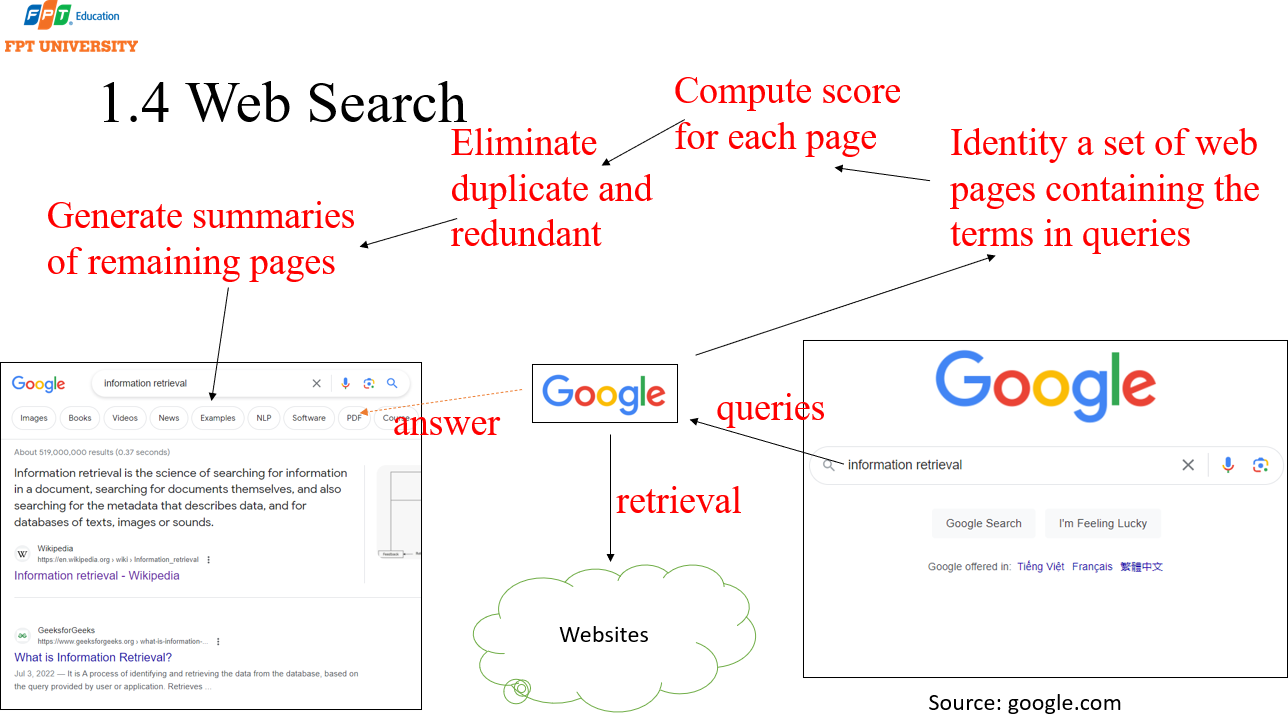 FPT Education
FPT UNIVERSITY
1.4 Web Search
Compute score
for each page
Eliminate
duplicate and
redundant
Identity a set of web
pages containing the
terms in queries
Generate summaries
of remaining pages
Google
information retrieval
Images
Books
Videos
News
Examples
NLP
Software
PDF
About 519,000,000 results (0.37 seconds)
Information retrieval is the science of searching for information
in a document, searching for documents themselves, and also
searching for the metadata that describes data, and for
databases of texts, images or sounds.
W
Wikipedia
https://en.wikipedia.org › wiki › Information_retrieval
Information retrieval - Wikipedia
GeeksforGeeks
https://www.geeksforgeeks.org › what-is-information-...
What is Information Retrieval?
Jul 3, 2022 — It is A process of identifying and retrieving the data from the database, based on
the query provided by user or application. Retrieves ...
answer
Google
queries
retrieval
Websites
Google
information retrieval
Google Search
I'm Feeling Lucky
Google offered in: Tiếng Việt Français 繁體中文
Source: google.com